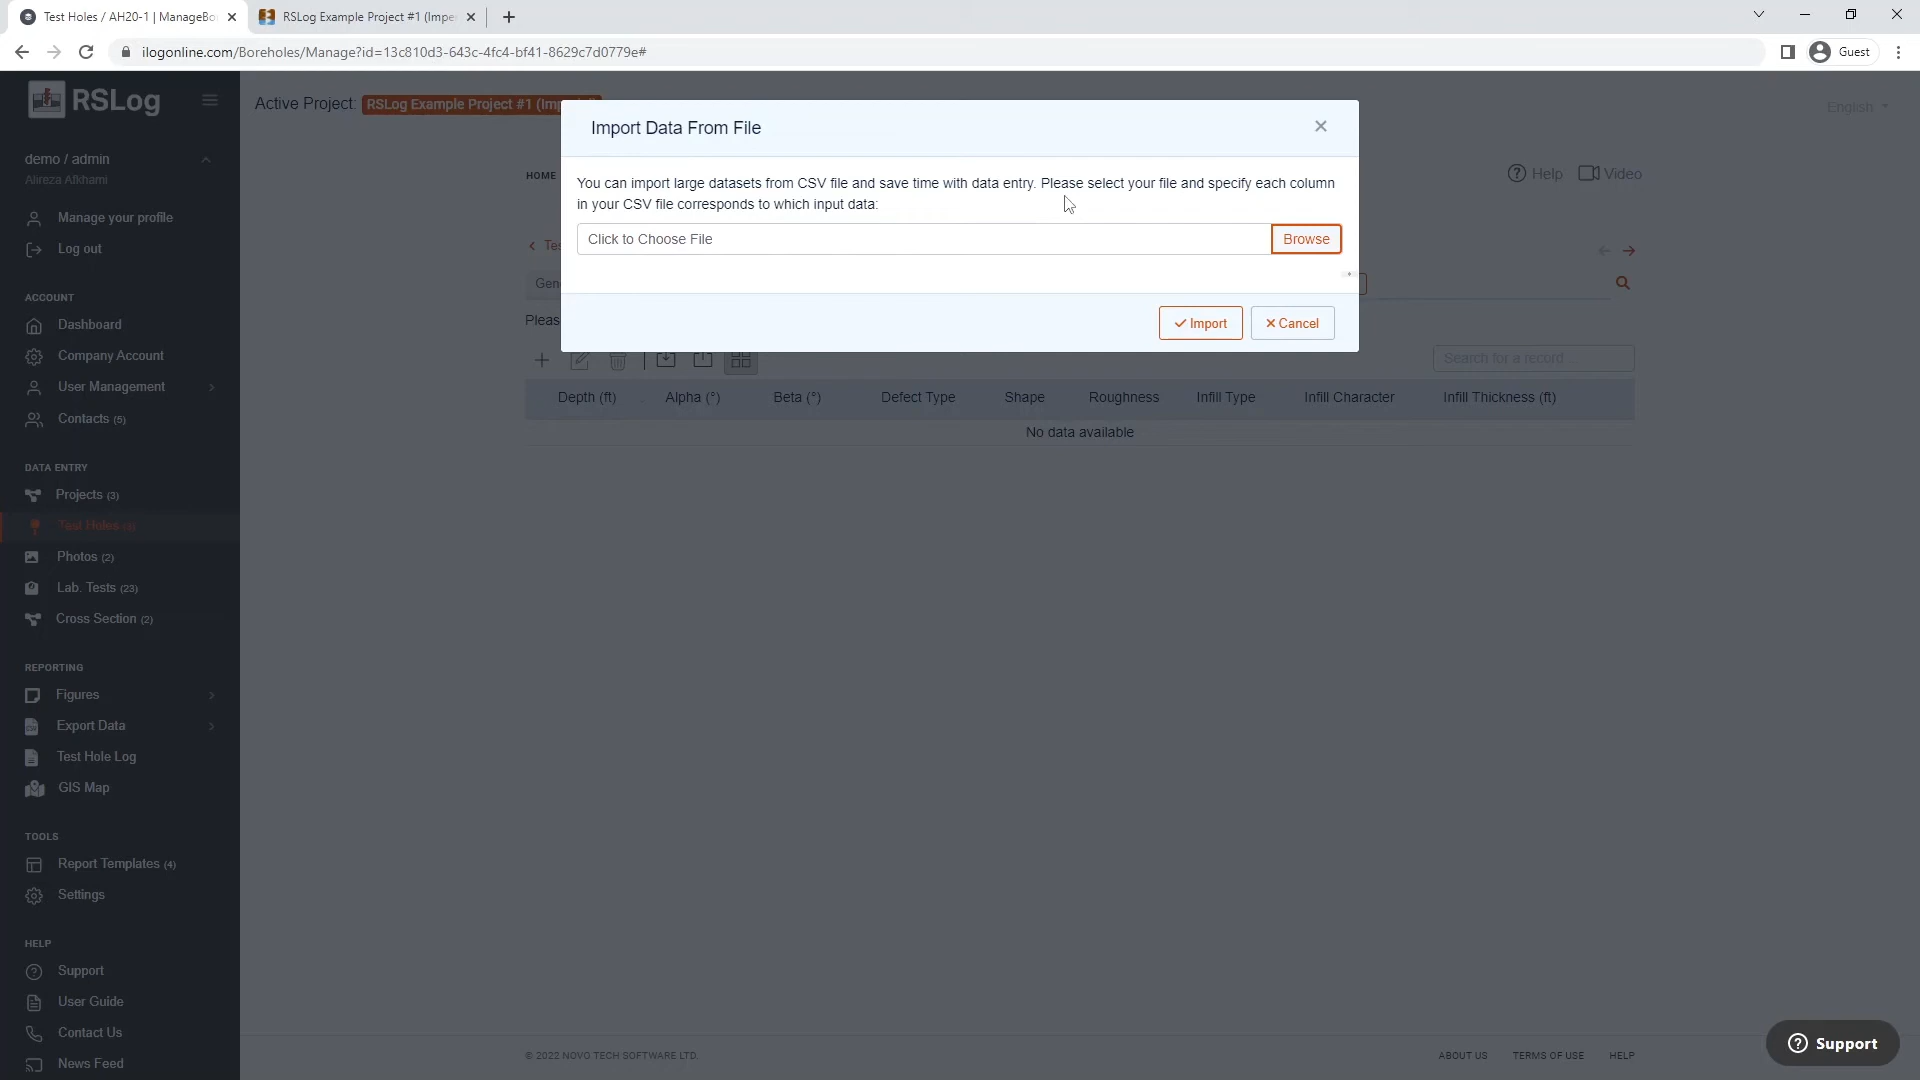 Test Holes / AH20-1 | ManageBo
RSLog Example Project #1 (Impe
ilogonline.com/Boreholes/Manage?id=13c810d3-643c-4fc4-bf41-8629c7d0779e#
Guest
RSLog
Active Project: RSLog Example Project #1 (Imp
English
Import Data From File
demo / admin
Alireza Afkhami
HOME
Help
Video
You can import large datasets from CSV file and save time with data entry. Please select your file and specify each column
in your CSV file corresponds to which input data:
Manage your profile
Click to Choose File
Browse
Log out
Tes
Gen
ACCOUNT
Pleas
Import
Cancel
Dashboard
Company Account
Search for a record...
User Management
Depth (ft)
Alpha (°)
Beta (°)
Defect Type
Shape
Roughness
Infill Type
Infill Character
Infill Thickness (ft)
Contacts (5)
No data available
DATA ENTRY
Projects (3)
Test Holes
Photos (2)
Lab. Tests (23)
Cross Section (2)
REPORTING
Figures
Export Data
Test Hole Log
GIS Map
TOOLS
Report Templates (4)
Settings
HELP
Support
User Guide
Contact Us
News Feed
© 2022 NOVO TECH SOFTWARE LTD.
ABOUT US
TERMS OF USE
HELP
Support